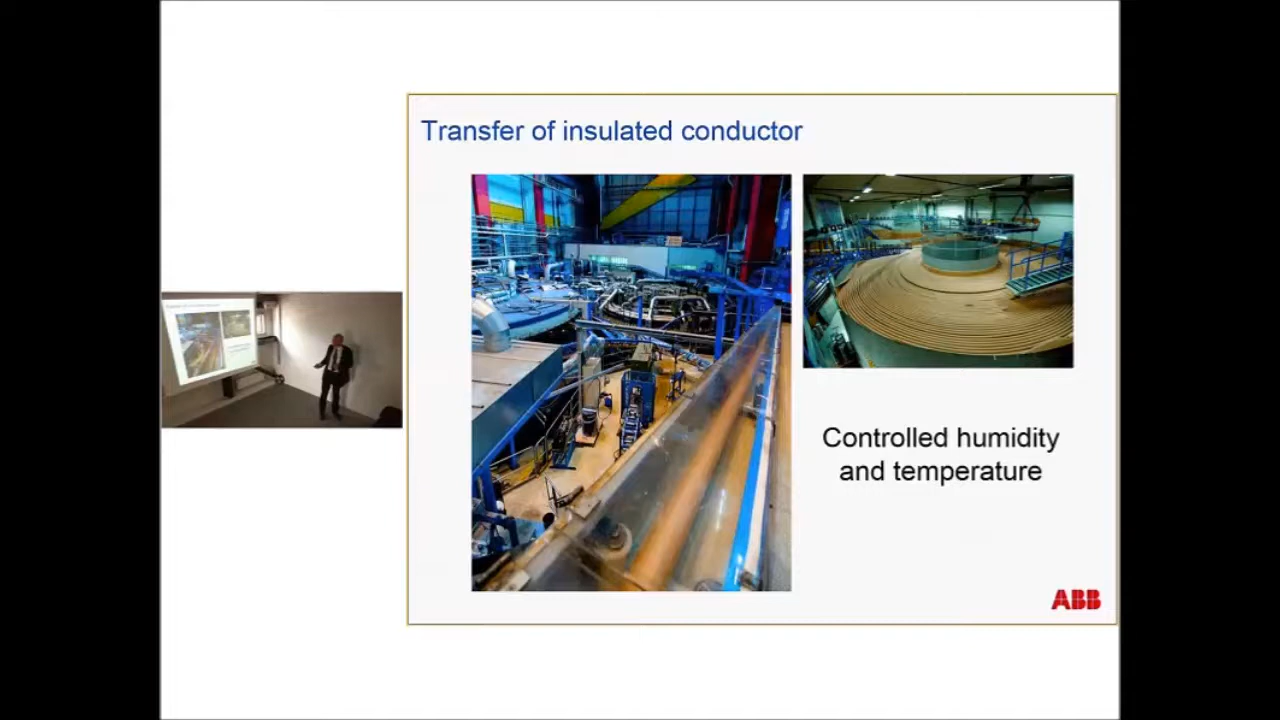 Transfer of insulated conductor
Controlled humidity
and temperature
ABB